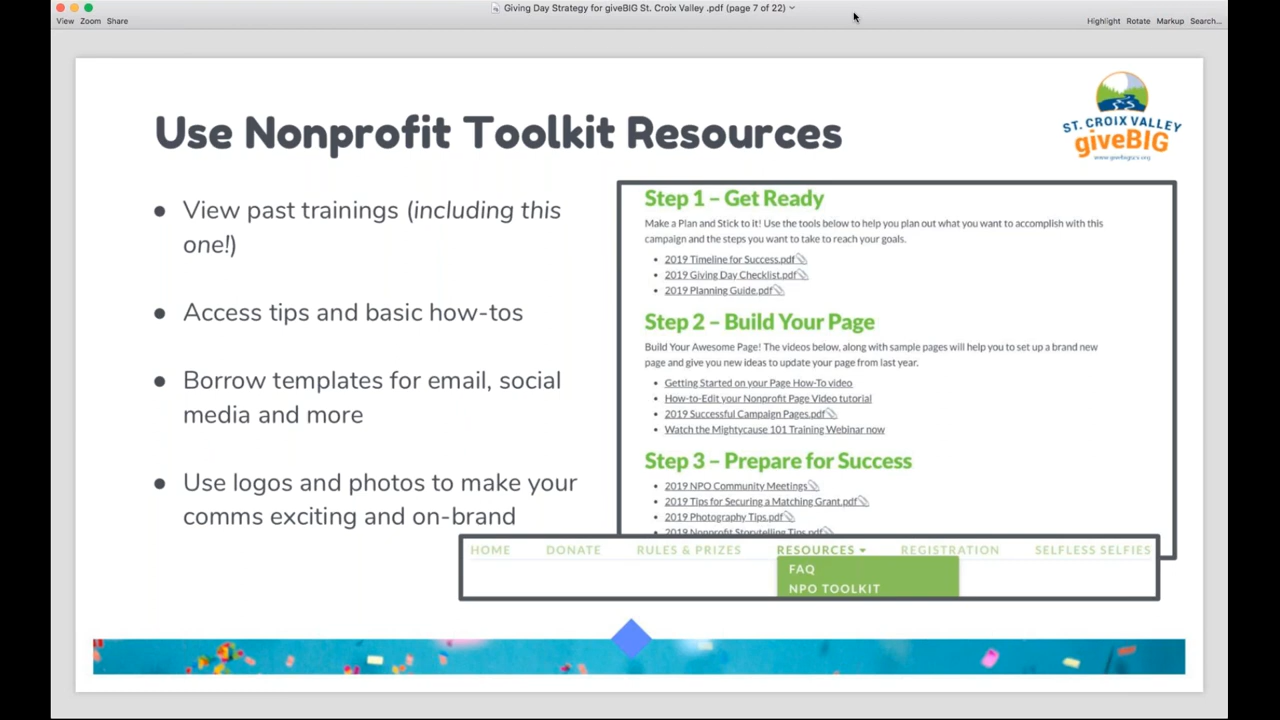 Giving Day Strategy for giveBIG St. Croix Valley .pdf (page 7 of 22)
View Zoom Share
Highlight Rotate Markup Search...
Use Nonprofit Toolkit Resources
ST. CROIX VALLEY
giveBIG
● View past trainings (including this
one!)
● Access tips and basic how-tos
● Borrow templates for email, social
media and more
● Use logos and photos to make your
comms exciting and on-brand
Step 1 – Get Ready
Make a Plan and Stick to it! Use the tools below to help you plan out what you want to accomplish with this
campaign and the steps you want to take to reach your goals.
• 2019 Timeline for Success.pdf
• 2019 Giving Day Checklist.pdf
• 2019 Planning Guide.pdf
Step 2 – Build Your Page
Build Your Awesome Page! The videos below, along with sample pages will help you to set up a brand new
page and give you new ideas to update your page from last year.
• Getting Started on your Page How-To video
• How-to-Edit your Nonprofit Page Video tutorial
• 2019 Successful Campaign Pages.pdf
• Watch the Mightycause 101 Training Webinar now
Step 3 – Prepare for Success
• 2019 NPO Community Meetings
• 2019 Tips for Securing a Matching Grant.pdf
• 2019 Photography Tips.pdf
• 2019 Nonprofit Storytelling Tips.pdf
HOME DONATE RULES & PRIZES RESOURCES REGISTRATION SELFLESS SELFIES
FAQ
NPO TOOLKIT